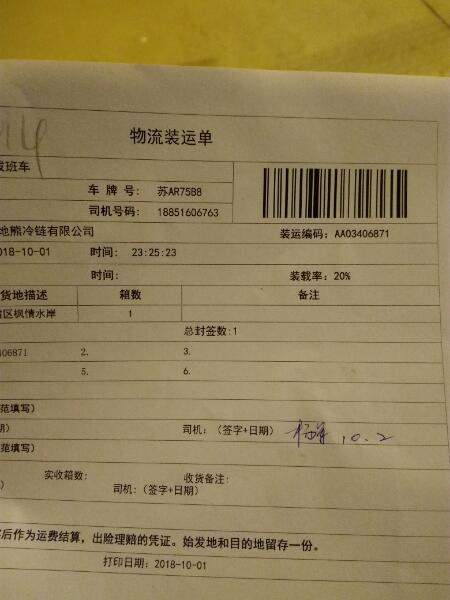 物流装运单
发班车
车牌号: 苏AR75B8
司机号码: 18851606763
地熊冷链有限公司
装运编码: AA03406871
2018-10-01 时间: 23:25:23
时间: 装载率: 20%
货地描述 箱数 备注
区枫情水岸 1
总封签数:1
06871 2. 3.
5. 6.
范填写)
期) 司机: (签字+日期) 10.2
范填写)
实收箱数: 收货备注:
) 司机: (签字+日期)
后作为运费结算，出险理赔的凭证。始发地和目的地留存一份。
打印日期: 2018-10-01